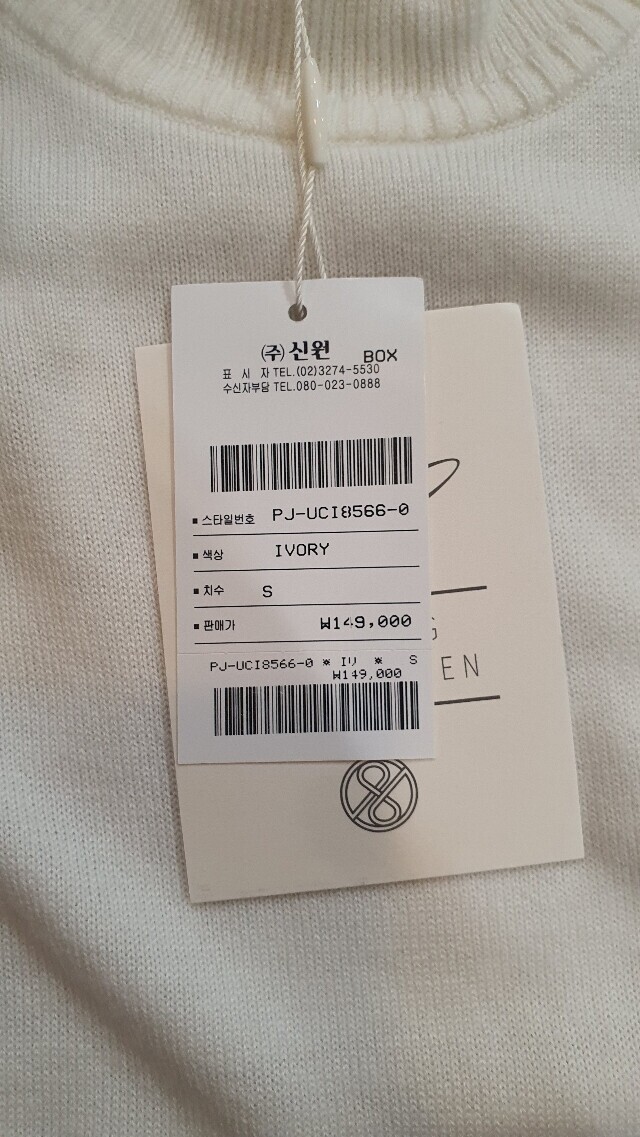 (주)신원 BOX
표 시 자 TEL.(02)3274-5530
수신자부담 TEL.080-023-0888
▪ 스타일번호 PJ-UCI8566-0
▪ 색상 IVORY
▪ 치수 S
▪ 판매가 ₩149,000
PJ-UCI8566-0 ※ Iリ ※ S
₩149,000
G
EN